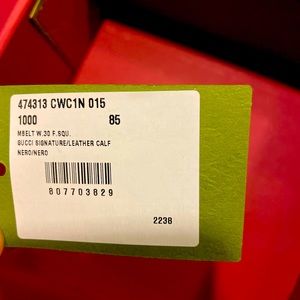 474313 CWC1N 015
1000 85
MBELT W.30 F.SQU.
GUCCI SIGNATURE/LEATHER CALF
NERO/NERO
807703829
2238